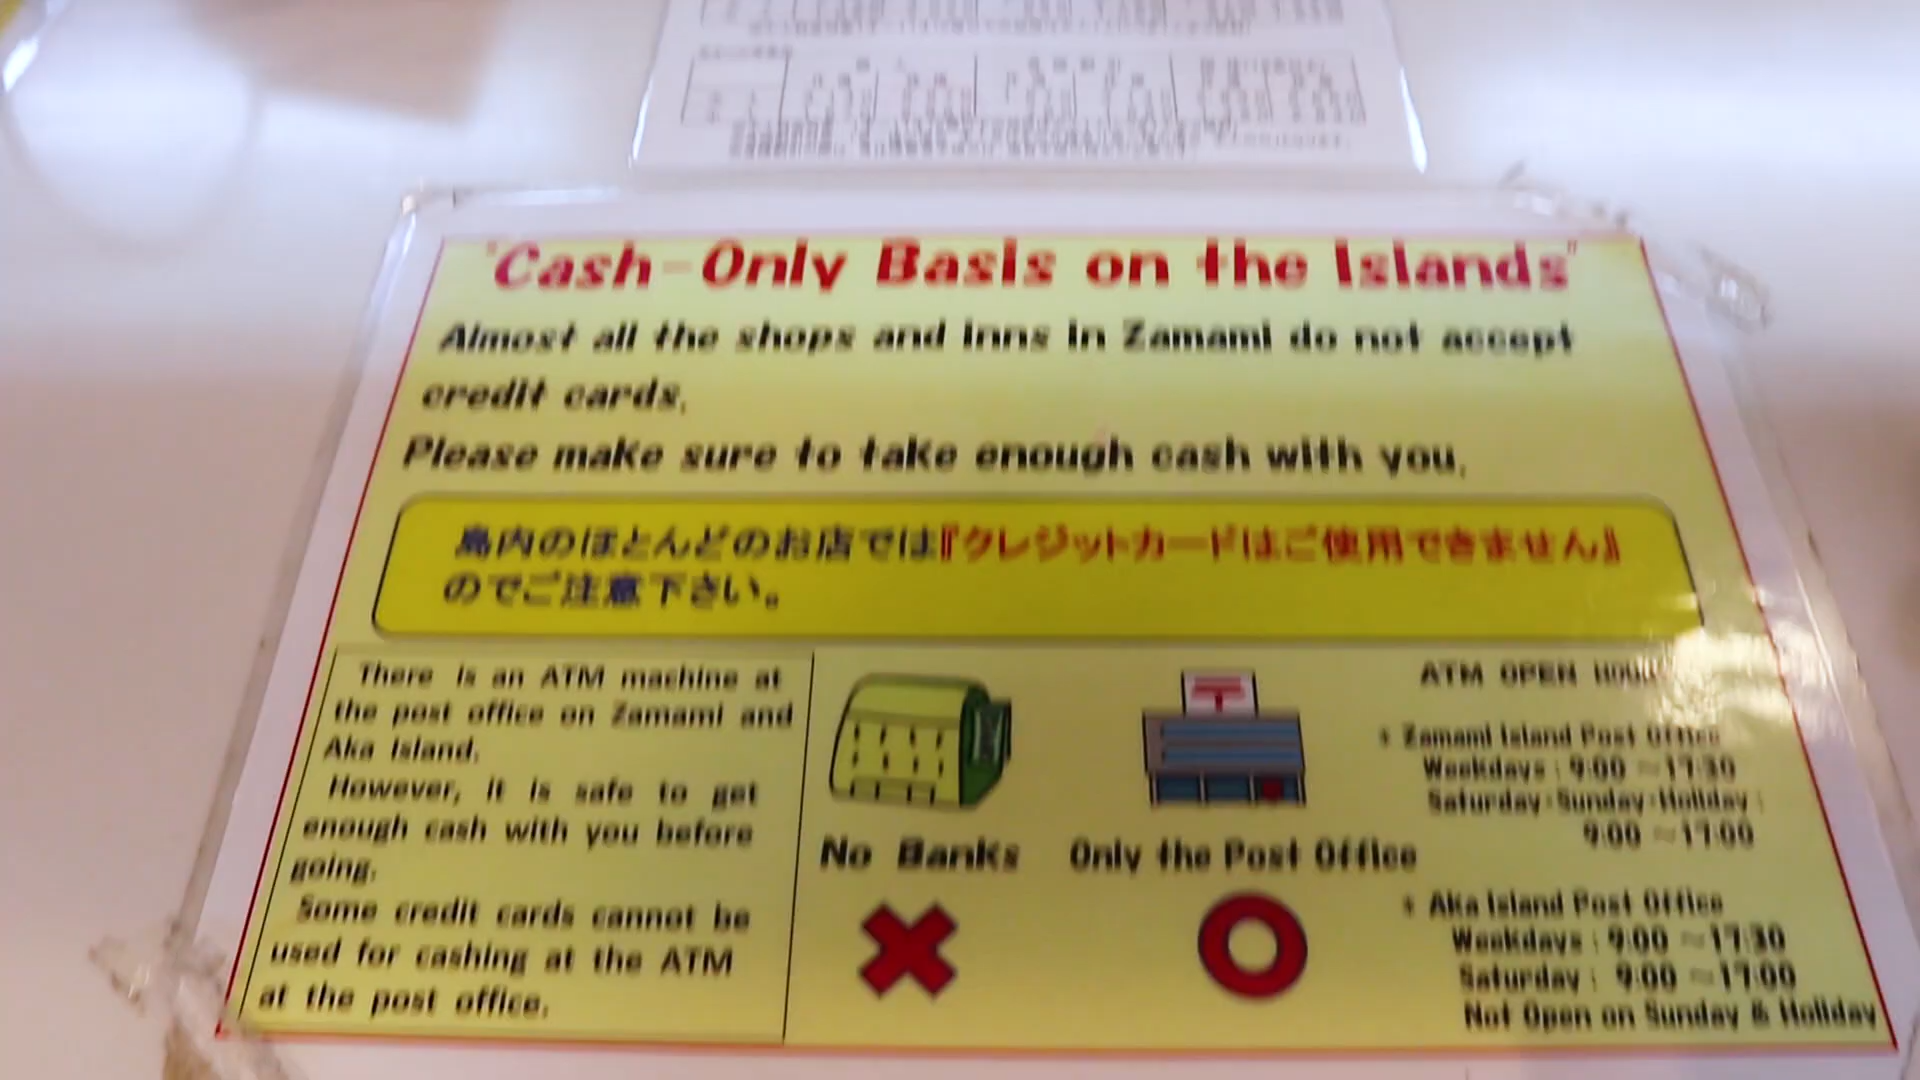 "Cash-Only Basis on the Islands"
Almost all the shops and inns in Zamami do not accept
credit cards.
Please make sure to take enough cash with you.
島内のほとんどのお店では『クレジットカードはご使用できません』
のでご注意下さい。
There is an ATM machine at
the post office on Zamami and
Aka Island.
However, it is safe to get
enough cash with you before
going.
Some credit cards cannot be
used for cashing at the ATM
at the post office.
〒
No Banks
Only the Post Office
ATM OPEN
Zamami Island Post Office
Weekdays : 9:00 ~17:30
Saturday・Sunday・Holiday :
9:00 ~17:00
Aka Island Post Office
Weekdays : 9:00 ~17:30
Saturday : 9:00 ~17:00
Not Open on Sunday & Holiday